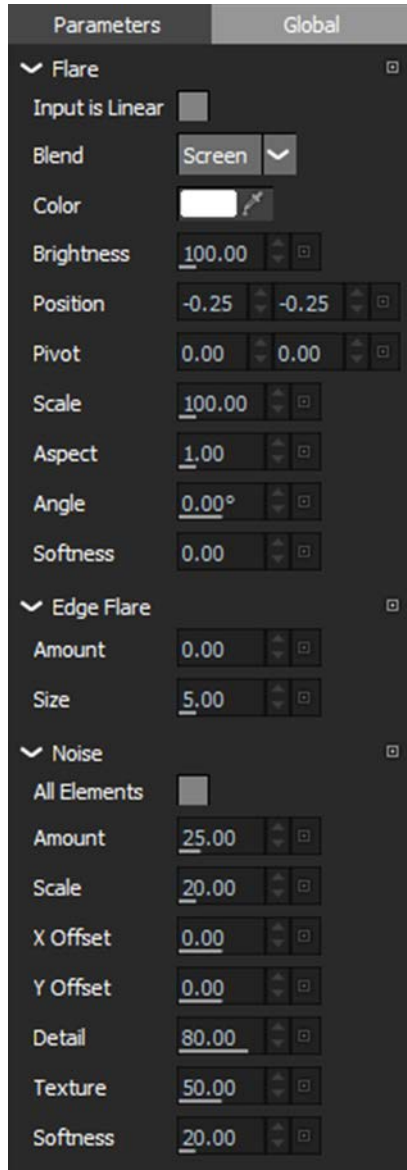 Parameters Global
Flare
Input is Linear
Blend Screen
Color
Brightness 100.00
Position -0.25 -0.25
Pivot 0.00 0.00
Scale 100.00
Aspect 1.00
Angle 0.00°
Softness 0.00
Edge Flare
Amount 0.00
Size 5.00
Noise
All Elements
Amount 25.00
Scale 20.00
X Offset 0.00
Y Offset 0.00
Detail 80.00
Texture 50.00
Softness 20.00